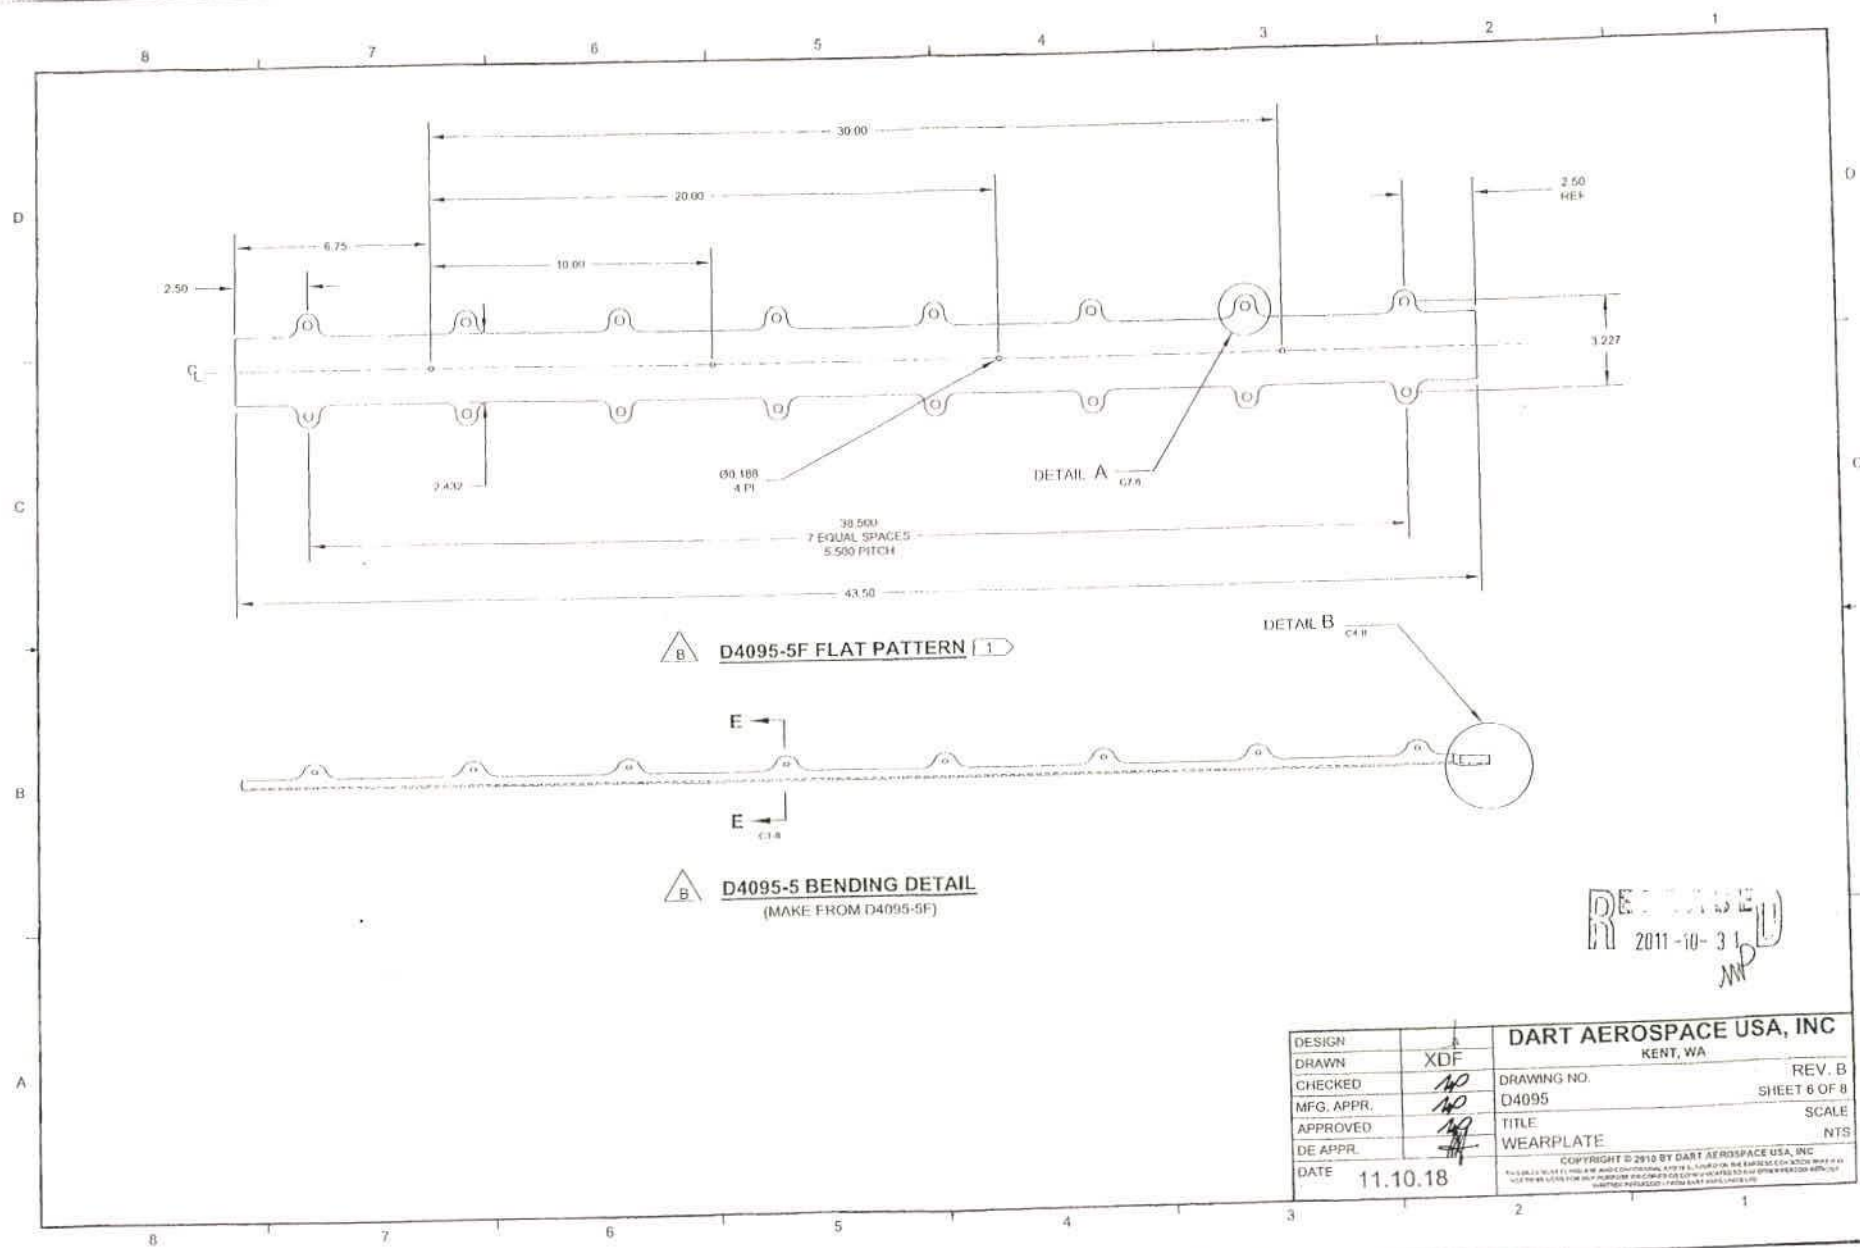 8 7 6 5 4 3 2 1
30.00
20.00
2.50
REF
6.75
10.00
2.50
3.227
CL
2.432
Ø0.188
4 PL
DETAIL A
38.500
7 EQUAL SPACES
5.500 PITCH
43.50
B D4095-5F FLAT PATTERN 1
DETAIL B
E
E
B D4095-5 BENDING DETAIL
(MAKE FROM D4095-5F)
2011-10-31
D
C
B
A
D
C
DESIGN
DRAWN XDF
CHECKED
MFG. APPR.
APPROVED
DE APPR.
DATE 11.10.18
DART AEROSPACE USA, INC
KENT, WA
DRAWING NO. REV. B
D4095 SHEET 6 OF 8
TITLE SCALE
WEARPLATE NTS
COPYRIGHT © 2010 BY DART AEROSPACE USA, INC
8 7 6 5 4 3 2 1